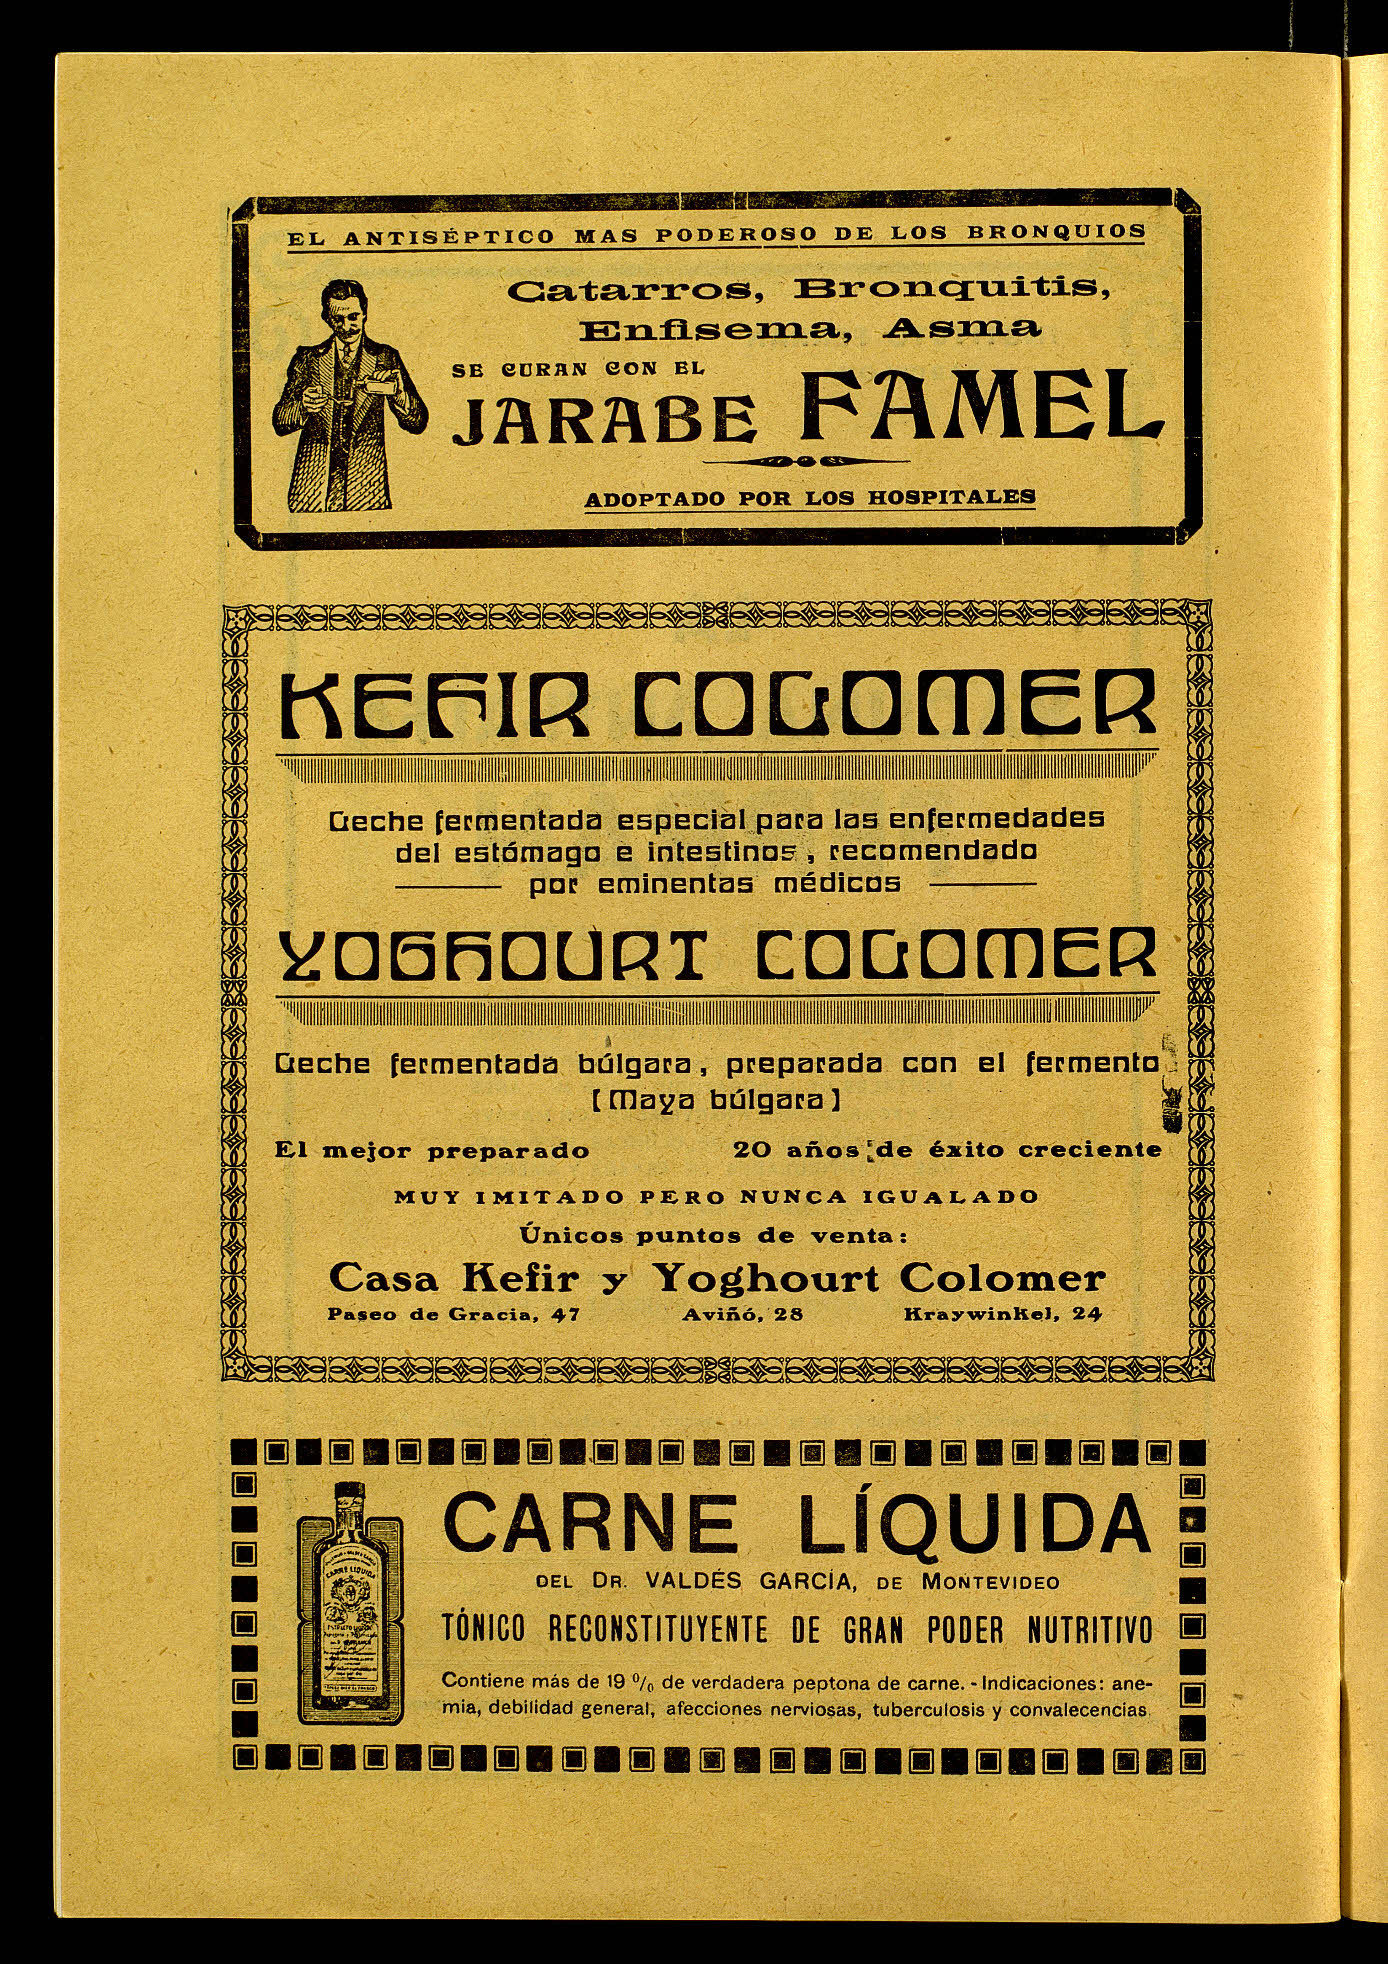 EL ANTISÉPTICO MAS PODEROSO DE LOS BRONQUIOS
Catarros, Bronquitis,
Enfisema, Asma
SE CURAN CON EL
JARABE FAMEL
ADOPTADO POR LOS HOSPITALES
KEFIR COLOMER
Leche fermentada especial para las enfermedades
del estómago e intestinos, recomendado
por eminentas médicos
YOGHOURT COLOMER
Leche fermentada búlgara, preparada con el fermento
[Maya búlgara]
El mejor preparado 20 años de éxito creciente
MUY IMITADO PERO NUNCA IGUALADO
Únicos puntos de venta:
Casa Kefir y Yoghourt Colomer
Paseo de Gracia, 47 Aviñó, 28 Kraywinkel, 24
CARNE LÍQUIDA
DEL DR. VALDÉS GARCÍA, DE MONTEVIDEO
TÓNICO RECONSTITUYENTE DE GRAN PODER NUTRITIVO
Contiene más de 19 % de verdadera peptona de carne. - Indicaciones: ane-
mia, debilidad general, afecciones nerviosas, tuberculosis y convalecencias.
CARNE LIQUIDA